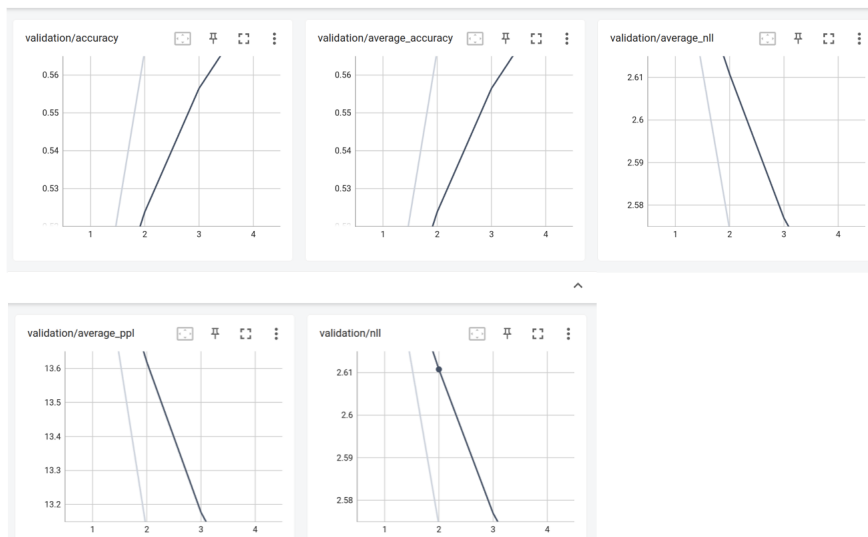 validation/accuracy
0.56
0.55
0.54
0.53
1 2 3 4
validation/average_accuracy
0.56
0.55
0.54
0.53
1 2 3 4
validation/average_nll
2.61
2.6
2.59
2.58
1 2 3 4
validation/average_ppl
13.6
13.5
13.4
13.3
13.2
1 2 3 4
validation/nll
2.61
2.6
2.59
2.58
1 2 3 4